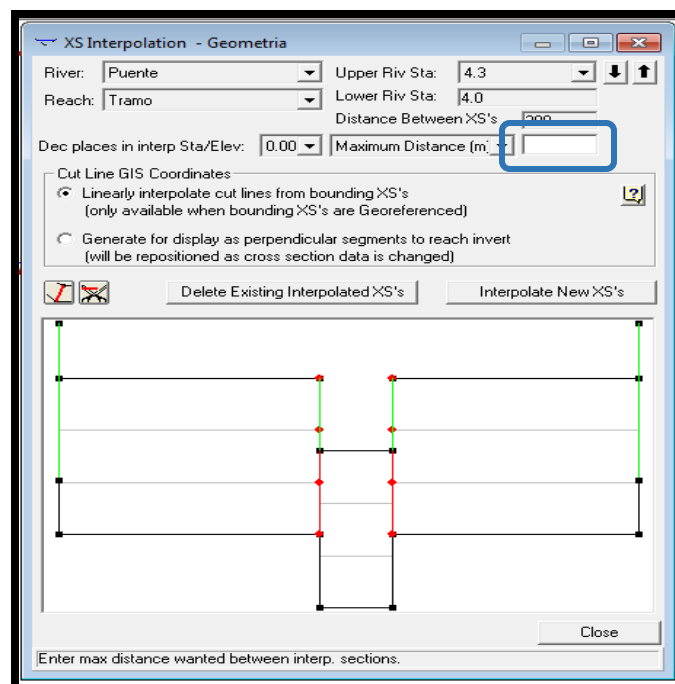 XS Interpolation - Geometria
River: Puente Upper Riv Sta: 4.3
Reach: Tramo Lower Riv Sta: 4.0
Distance Between XS's
Dec places in interp Sta/Elev: 0.00 Maximum Distance (m)
Cut Line GIS Coordinates
Linearly interpolate cut lines from bounding XS's
(only available when bounding XS's are Georeferenced)
Generate for display as perpendicular segments to reach invert
(will be repositioned as cross section data is changed)
Delete Existing Interpolated XS's Interpolate New XS's
Close
Enter max distance wanted between interp. sections.